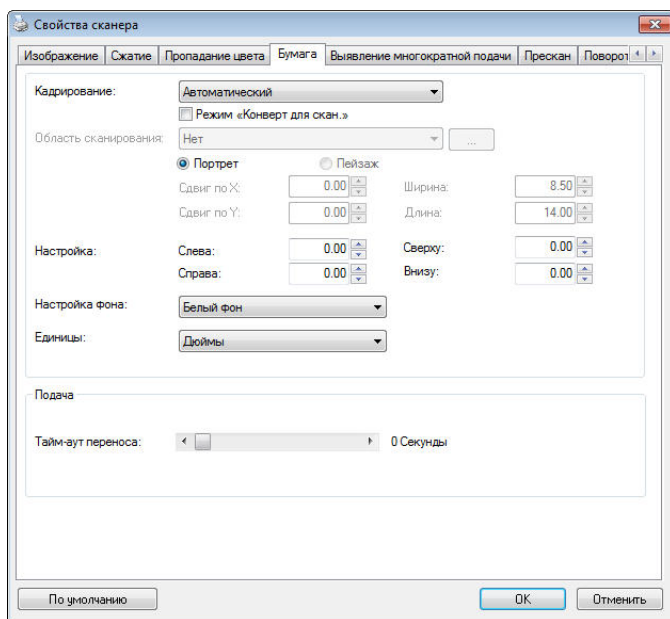 Свойства сканера
Изображение Сжатие Пропадание цвета Бумага Выявление многократной подачи Прескан Поворот
Кадрирование: Автоматический
Режим «Конверт для скан.»
Область сканирования: Нет ...
Портрет Пейзаж
Сдвиг по X: 0.00 Ширина: 8.50
Сдвиг по Y: 0.00 Длина: 14.00
Настройка: Слева: 0.00 Сверху: 0.00
Справа: 0.00 Внизу: 0.00
Настройка фона: Белый фон
Единицы: Дюймы
Подача
Тайм-аут переноса: 0 Секунды
По умолчанию OK Отменить